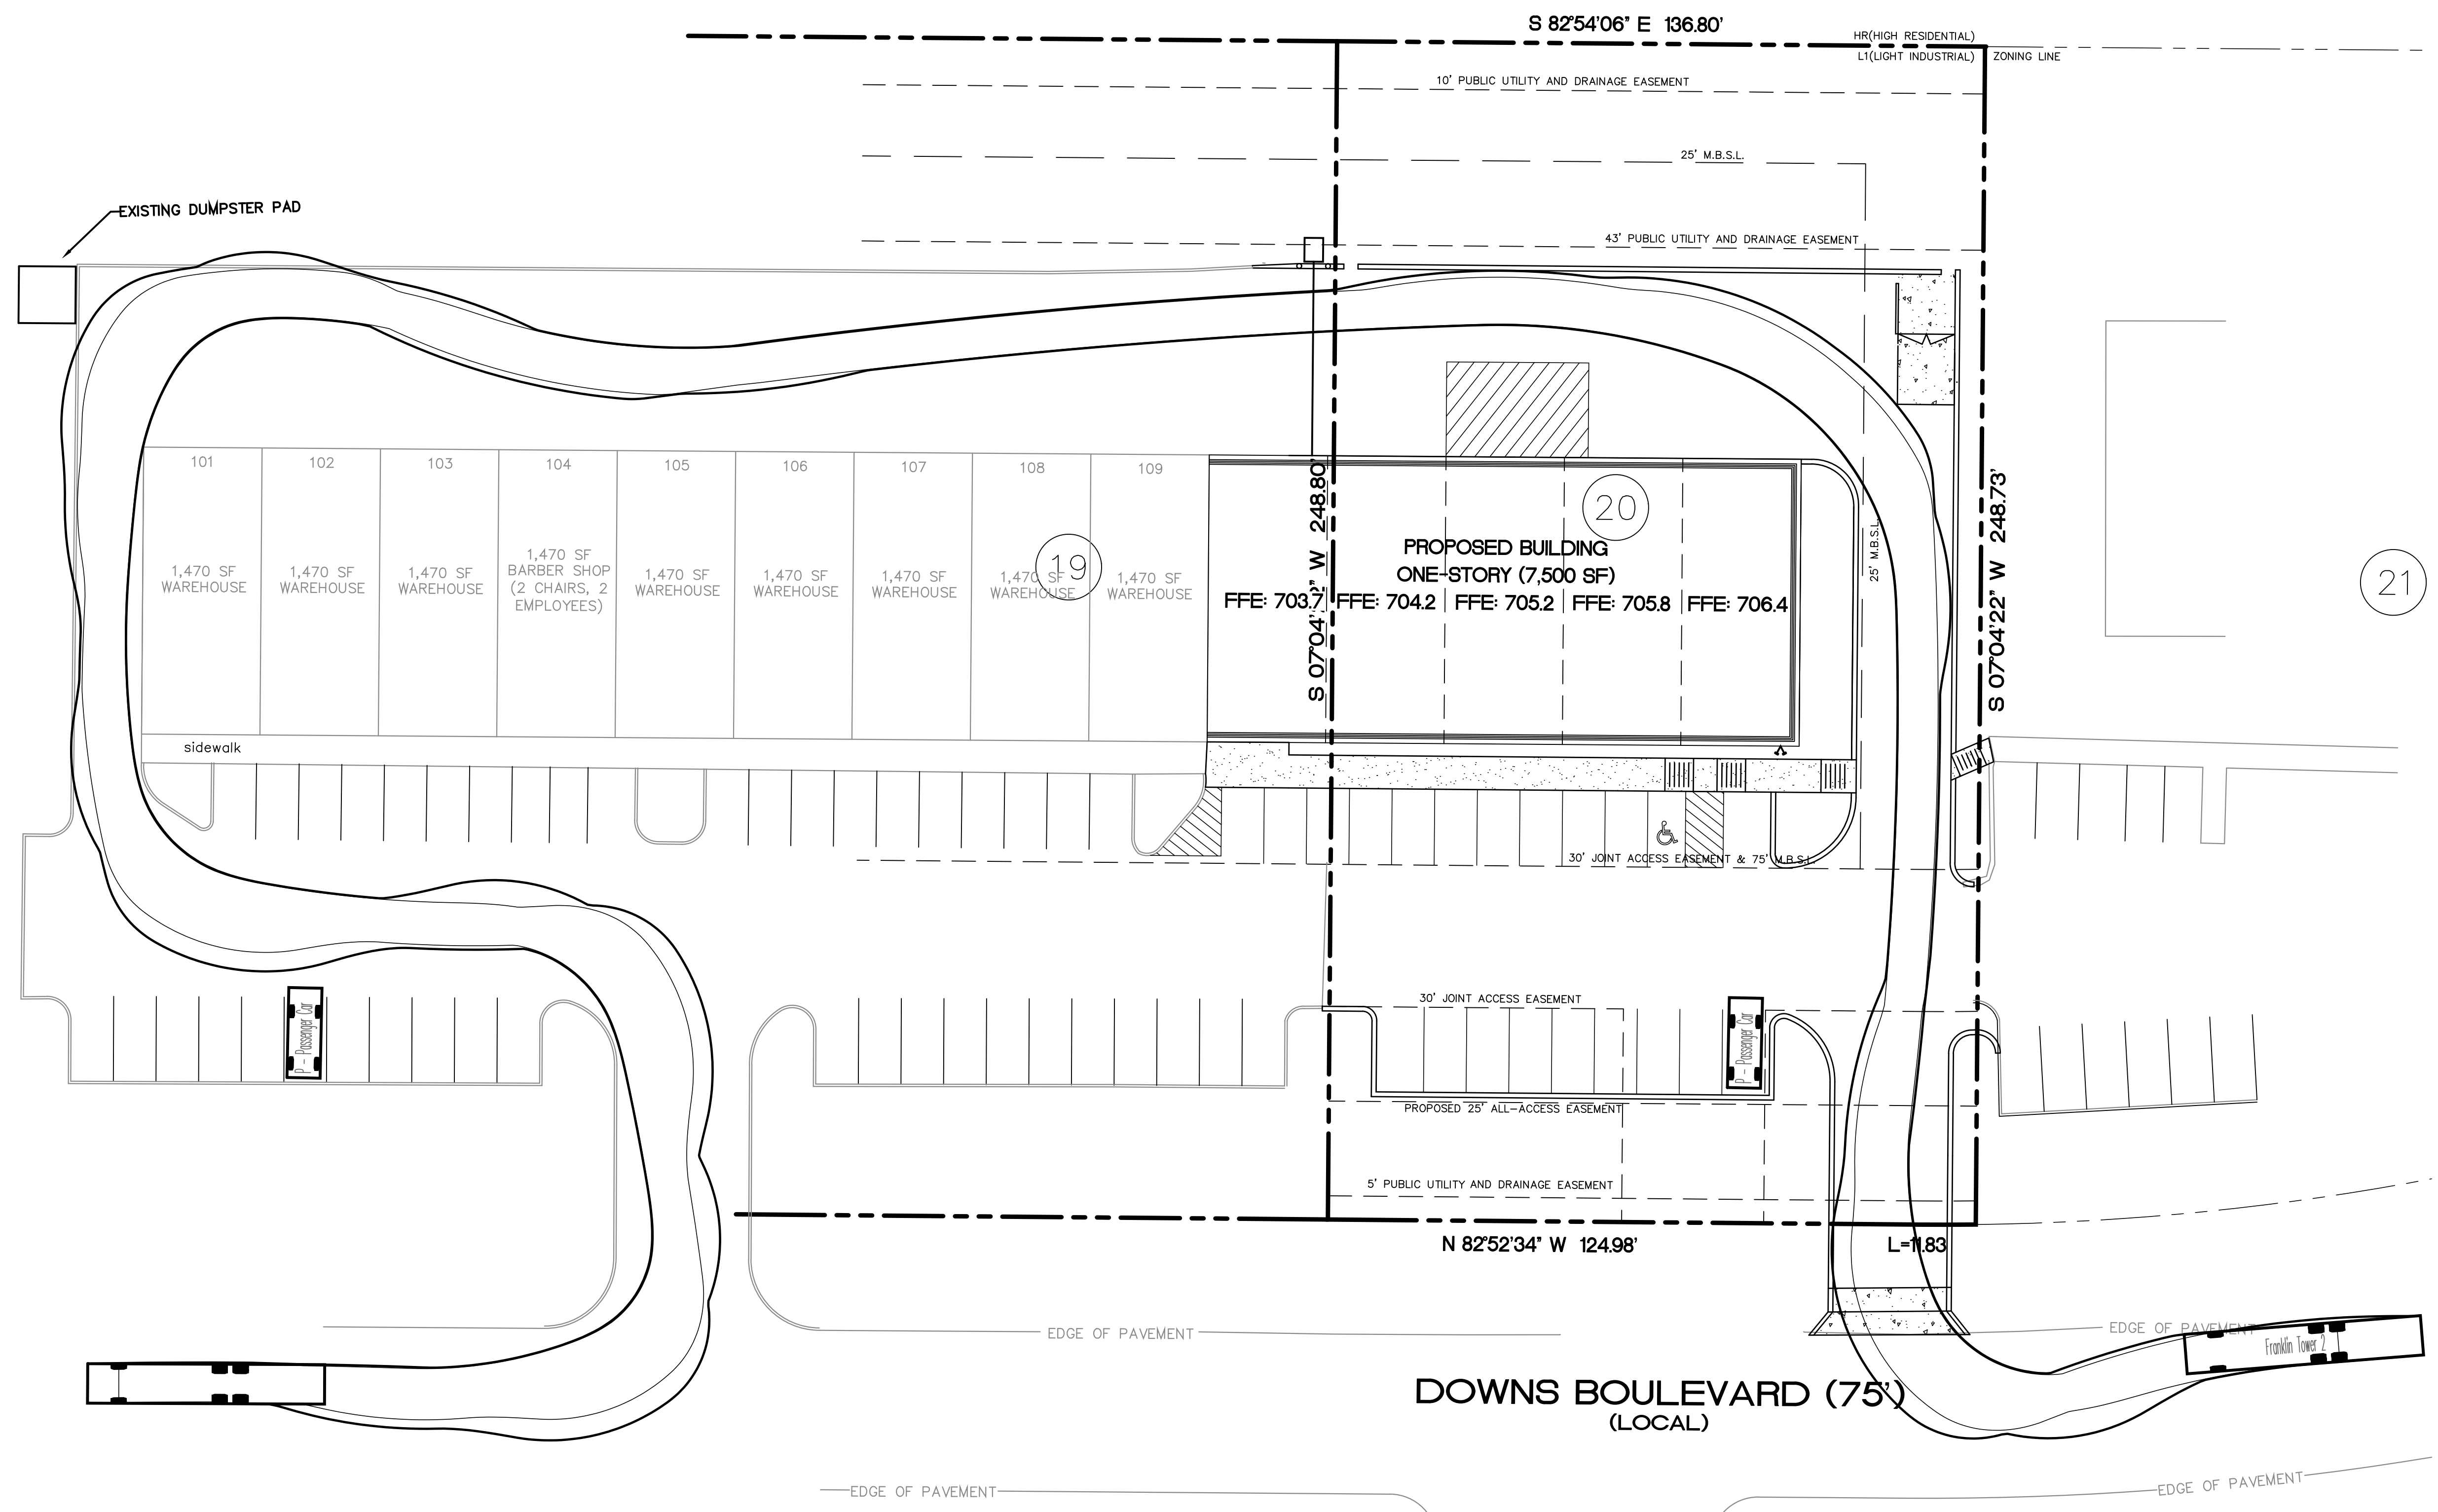 S 82°54'06" E 136.80'
HR(HIGH RESIDENTIAL)
L1(LIGHT INDUSTRIAL)
ZONING LINE
10' PUBLIC UTILITY AND DRAINAGE EASEMENT
25' M.B.S.L.
EXISTING DUMPSTER PAD
43' PUBLIC UTILITY AND DRAINAGE EASEMENT
101
102
103
104
105
106
107
108
109
1,470 SF
WAREHOUSE
1,470 SF
WAREHOUSE
1,470 SF
WAREHOUSE
1,470 SF
BARBER SHOP
(2 CHAIRS, 2
EMPLOYEES)
1,470 SF
WAREHOUSE
1,470 SF
WAREHOUSE
1,470 SF
WAREHOUSE
1,470 SF
WAREHOUSE
1,470 SF
WAREHOUSE
19
20
21
PROPOSED BUILDING
ONE-STORY (7,500 SF)
FFE: 703.7
FFE: 704.2
FFE: 705.2
FFE: 705.8
FFE: 706.4
W 248.80'
25' M.B.S.L.
S 07°04'22" W 248.73'
sidewalk
30' JOINT ACCESS EASEMENT & 75' M.B.S.L.
30' JOINT ACCESS EASEMENT
P - Passenger Car
P - Passenger Car
PROPOSED 25' ALL-ACCESS EASEMENT
5' PUBLIC UTILITY AND DRAINAGE EASEMENT
N 82°52'34" W 124.98'
L=11.83
EDGE OF PAVEMENT
EDGE OF PAVEMENT
Franklin Tower 2
DOWNS BOULEVARD (75')
(LOCAL)
EDGE OF PAVEMENT
EDGE OF PAVEMENT